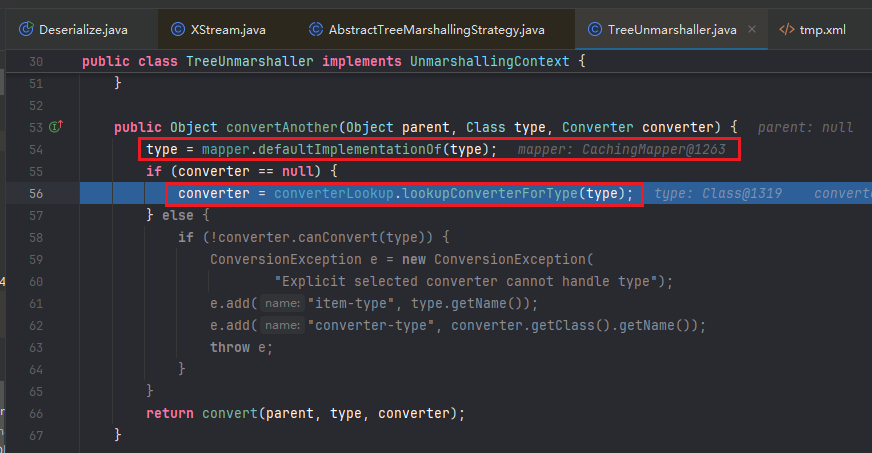 Deserialize.java XStream.java AbstractTreeMarshallingStrategy.java TreeUnmarshaller.java tmp.xml
30 public class TreeUnmarshaller implements UnmarshallingContext {
51 }
52
53 public Object convertAnother(Object parent, Class type, Converter converter) { parent: null
54 type = mapper.defaultImplementationOf(type); mapper: CachingMapper@1263
55 if (converter == null) {
56 converter = converterLookup.lookupConverterForType(type); type: Class@1319 converte
57 } else {
58 if (!converter.canConvert(type)) {
59 ConversionException e = new ConversionException(
60 "Explicit selected converter cannot handle type");
61 e.add( name: "item-type", type.getName());
62 e.add( name: "converter-type", converter.getClass().getName());
63 throw e;
64 }
65 }
66 return convert(parent, type, converter);
67 }